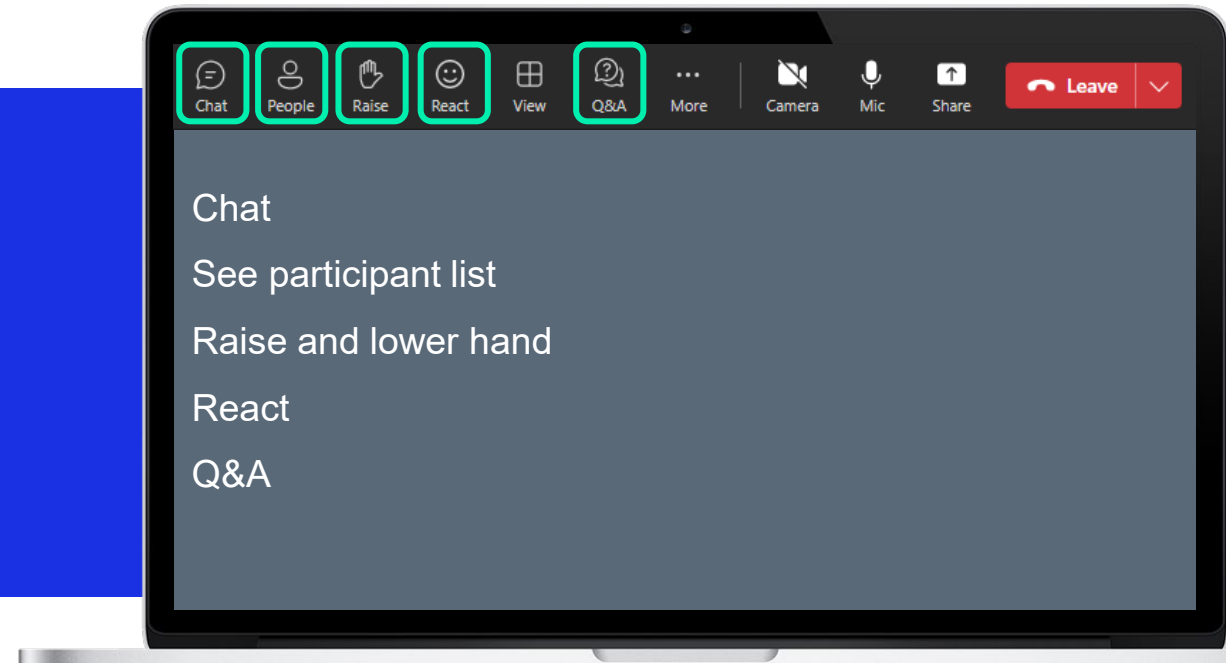 Chat People Raise React View Q&A More Camera Mic Share Leave
Chat
See participant list
Raise and lower hand
React
Q&A